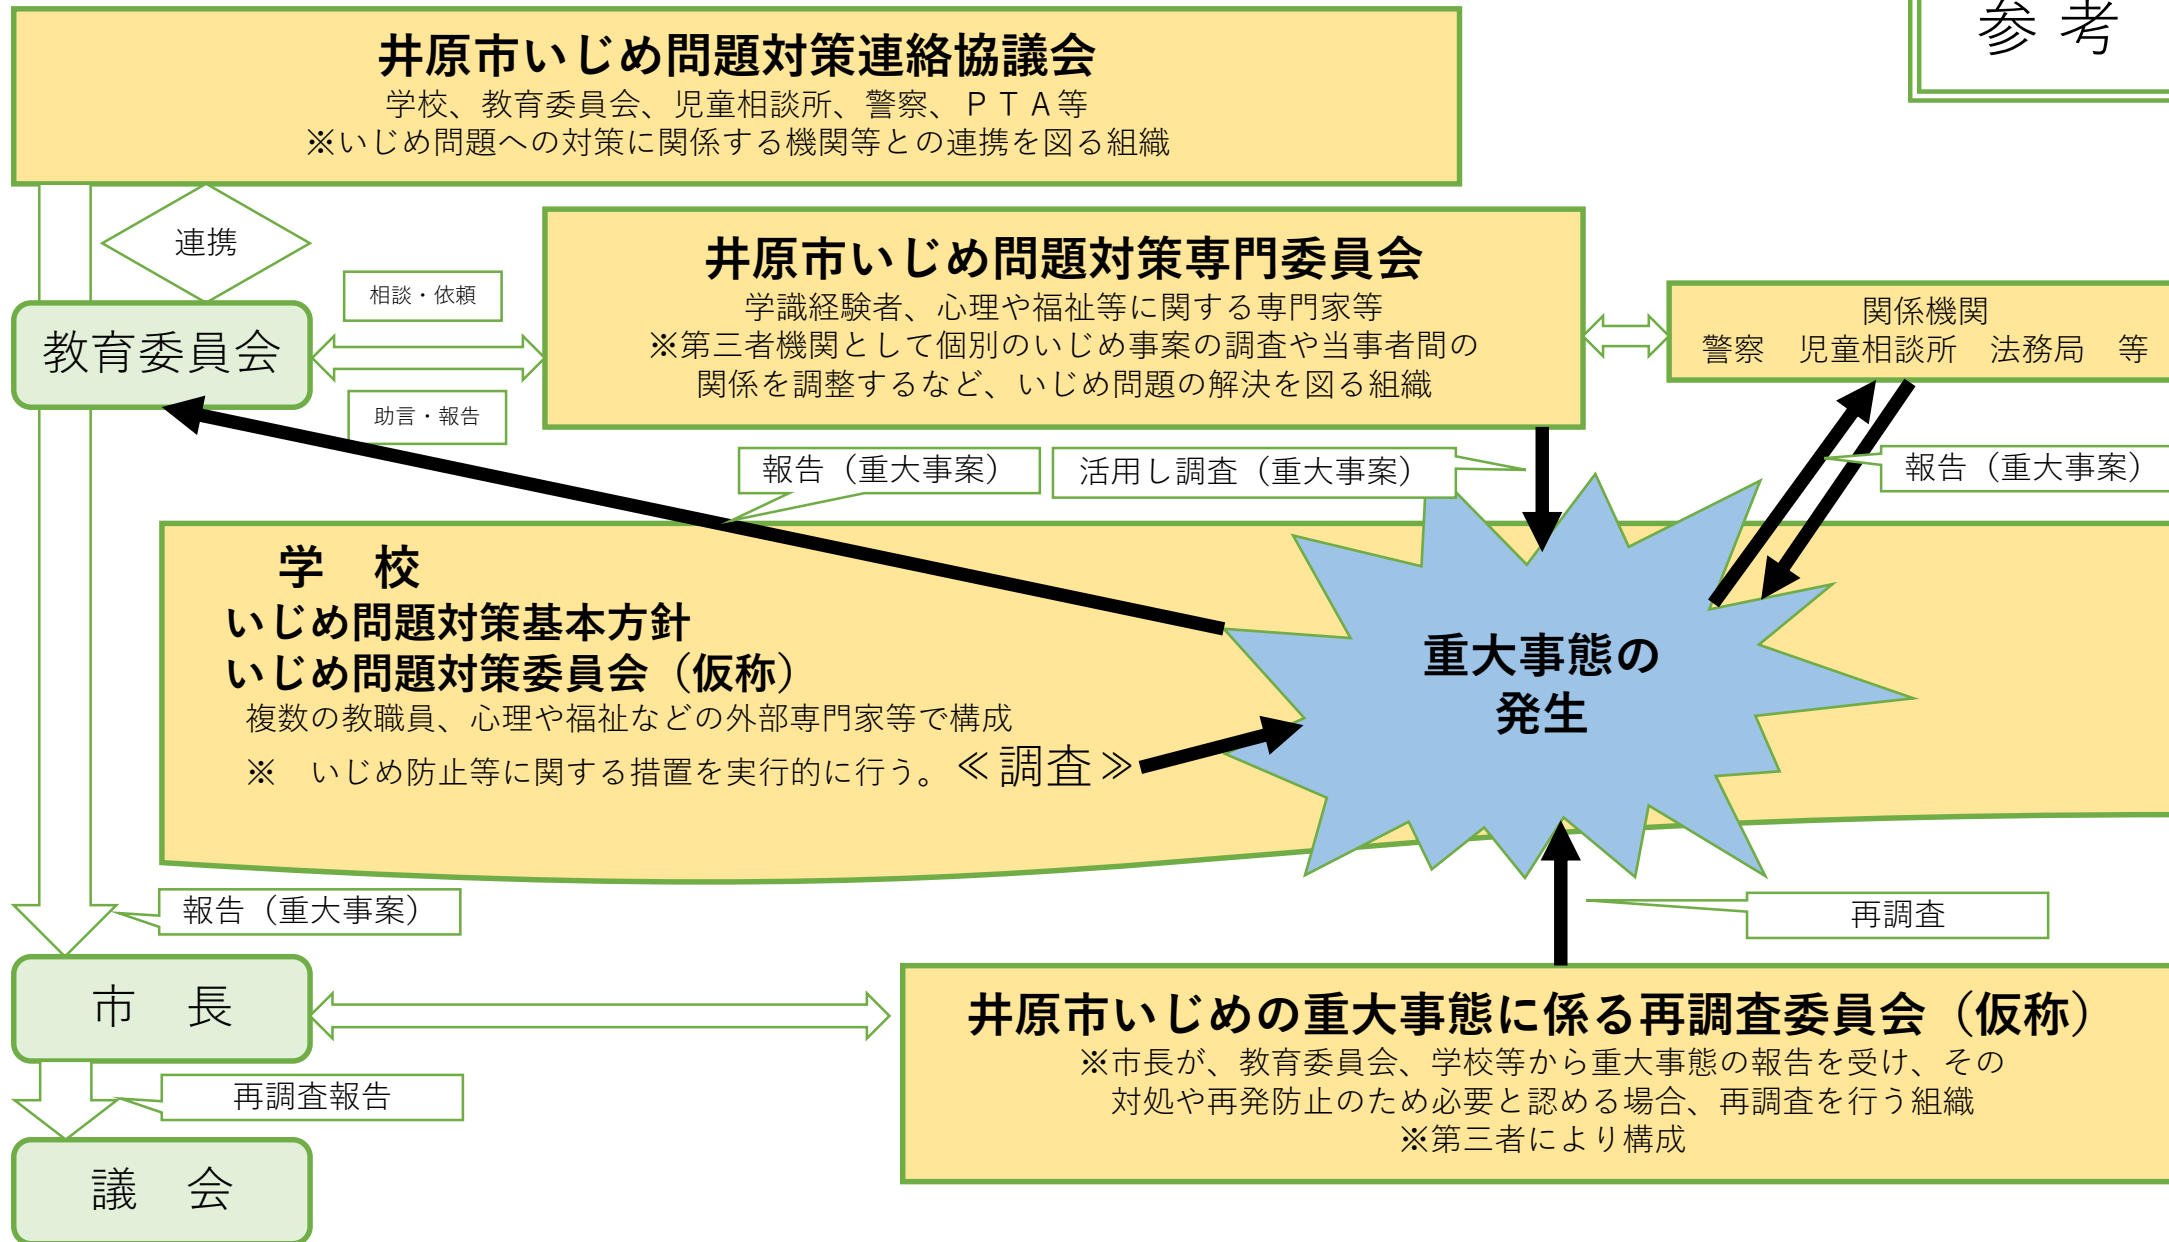 参 考
井原市いじめ問題対策連絡協議会
学校、教育委員会、児童相談所、警察、ＰＴＡ等
※いじめ問題への対策に関係する機関等との連携を図る組織
連携
相談・依頼
教育委員会
助言・報告
井原市いじめ問題対策専門委員会
学識経験者、心理や福祉等に関する専門家等
※第三者機関として個別のいじめ事案の調査や当事者間の
関係を調整するなど、いじめ問題の解決を図る組織
関係機関
警察　児童相談所　法務局　等
報告（重大事案）
活用し調査（重大事案）
報告（重大事案）
学　校
いじめ問題対策基本方針
いじめ問題対策委員会（仮称）
複数の教職員、心理や福祉などの外部専門家等で構成
※　いじめ防止等に関する措置を実行的に行う。≪調査≫
重大事態の
発生
報告（重大事案）
再調査
市　長
井原市いじめの重大事態に係る再調査委員会（仮称）
※市長が、教育委員会、学校等から重大事態の報告を受け、その
対処や再発防止のため必要と認める場合、再調査を行う組織
※第三者により構成
再調査報告
議　会